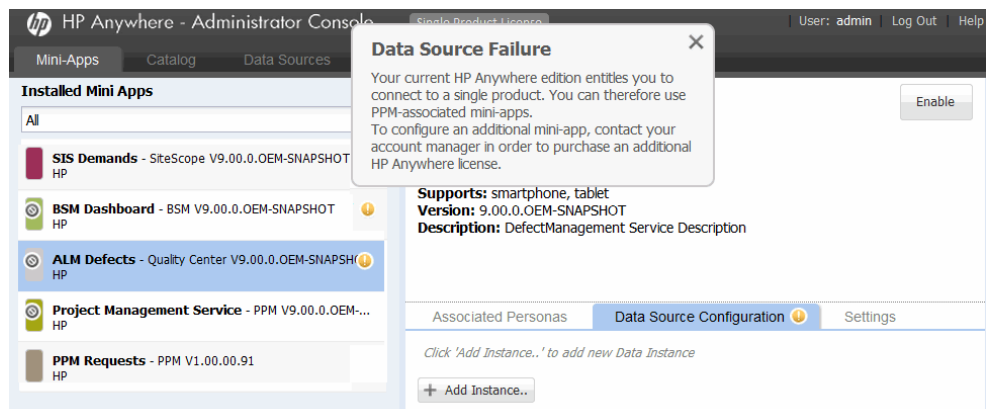 hp HP Anywhere - Administrator Console
Single Product License
User: admin Log Out Help
Mini-Apps Catalog Data Sources
Data Source Failure
Your current HP Anywhere edition entitles you to
connect to a single product. You can therefore use
PPM-associated mini-apps.
To configure an additional mini-app, contact your
account manager in order to purchase an additional
HP Anywhere license.
Enable
Installed Mini Apps
All
SIS Demands - SiteScope V9.00.0.OEM-SNAPSHOT
HP
BSM Dashboard - BSM V9.00.0.OEM-SNAPSHOT
HP
ALM Defects - Quality Center V9.00.0.OEM-SNAPSH
HP
Project Management Service - PPM V9.00.0.OEM-...
HP
PPM Requests - PPM V1.00.00.91
HP
Supports: smartphone, tablet
Version: 9.00.0.OEM-SNAPSHOT
Description: DefectManagement Service Description
Associated Personas Data Source Configuration Settings
Click 'Add Instance..' to add new Data Instance
+ Add Instance..